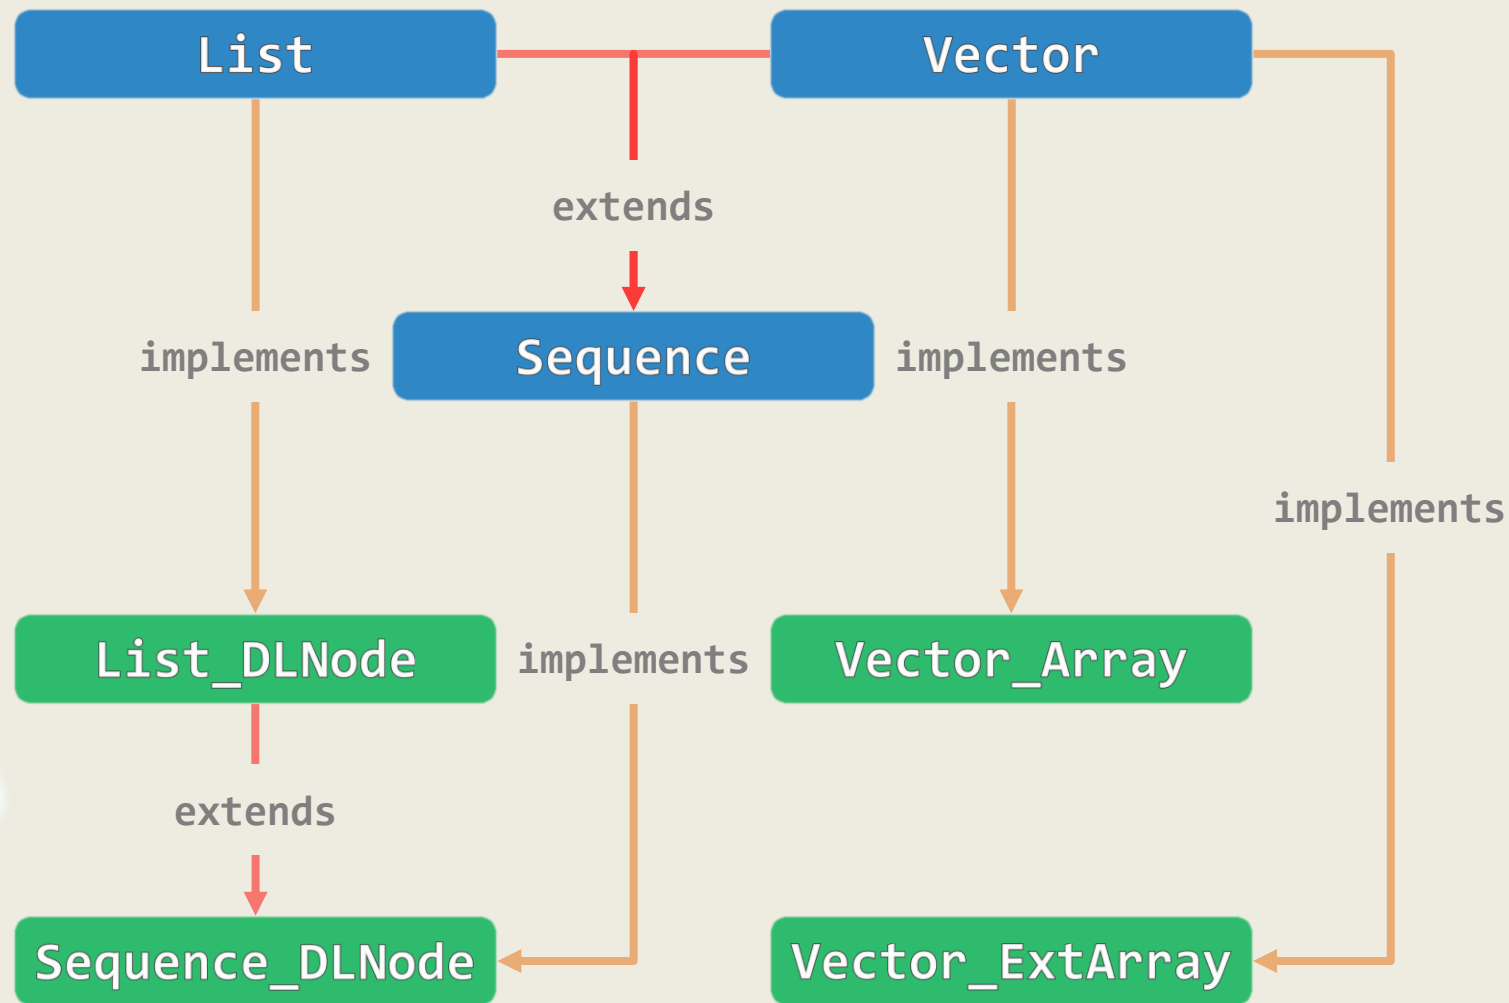 List
Vector
extends
implements
Sequence
implements
implements
List_DLNode
implements
Vector_Array
extends
Sequence_DLNode
Vector_ExtArray